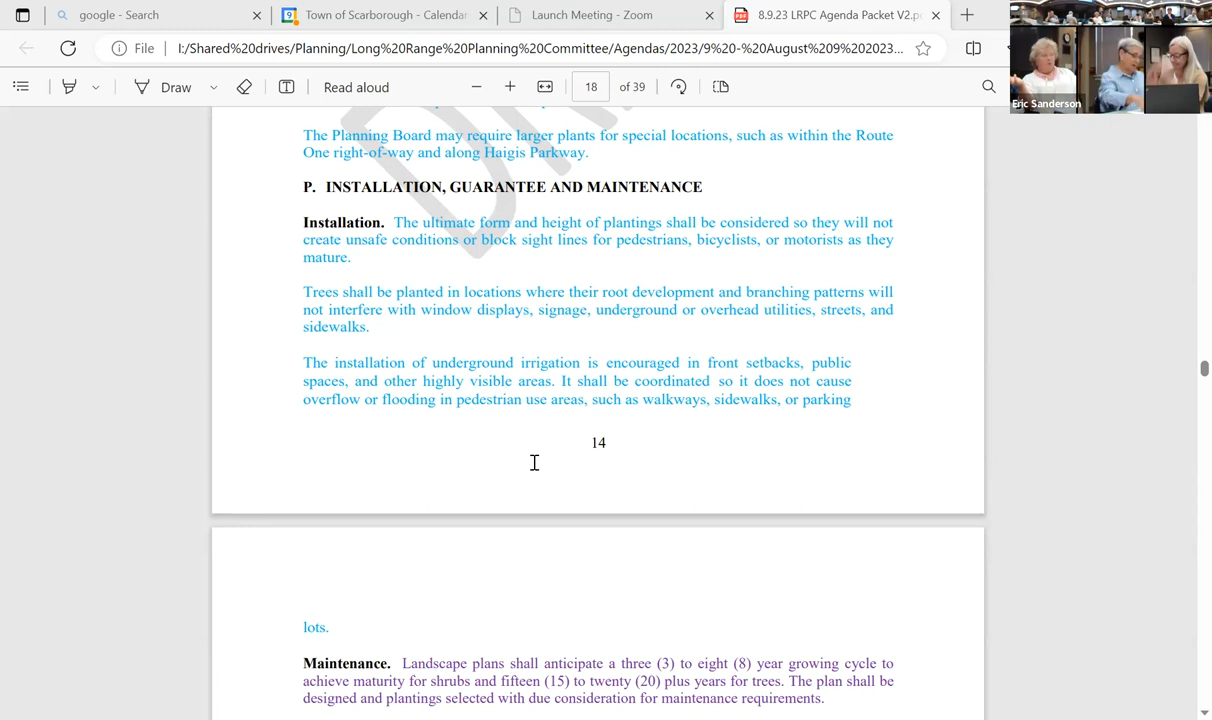 google - Search
Town of Scarborough - Calendar
Launch Meeting - Zoom
8.9.23 LRPC Agenda Packet V2.p
File
I:/Shared%20drives/Planning/Long%20Range%20Planning%20Committee/Agendas/2023/9%20-%20August%209%202023...
Draw
Read aloud
18 of 39
Eric Sanderson
The Planning Board may require larger plants for special locations, such as within the Route
One right-of-way and along Haigis Parkway.
P. INSTALLATION, GUARANTEE AND MAINTENANCE
Installation. The ultimate form and height of plantings shall be considered so they will not
create unsafe conditions or block sight lines for pedestrians, bicyclists, or motorists as they
mature.
Trees shall be planted in locations where their root development and branching patterns will
not interfere with window displays, signage, underground or overhead utilities, streets, and
sidewalks.
The installation of underground irrigation is encouraged in front setbacks, public
spaces, and other highly visible areas. It shall be coordinated so it does not cause
overflow or flooding in pedestrian use areas, such as walkways, sidewalks, or parking
14
lots.
Maintenance. Landscape plans shall anticipate a three (3) to eight (8) year growing cycle to
achieve maturity for shrubs and fifteen (15) to twenty (20) plus years for trees. The plan shall be
designed and plantings selected with due consideration for maintenance requirements.